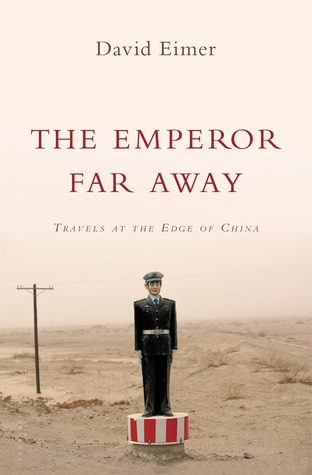 David Eimer
THE EMPEROR
FAR AWAY
TRAVELS AT THE EDGE OF CHINA